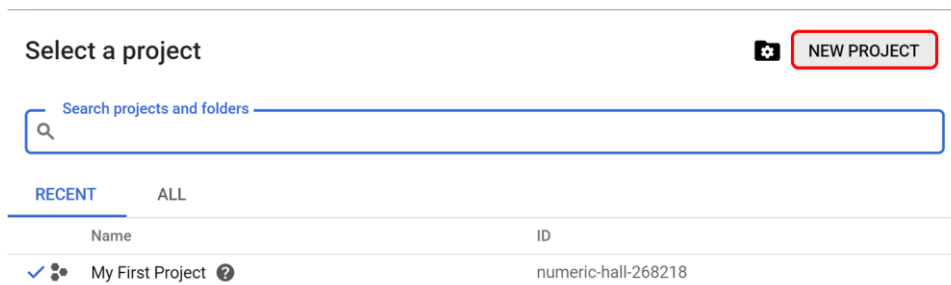 Select a project
NEW PROJECT
Search projects and folders
RECENT ALL
Name ID
My First Project numeric-hall-268218